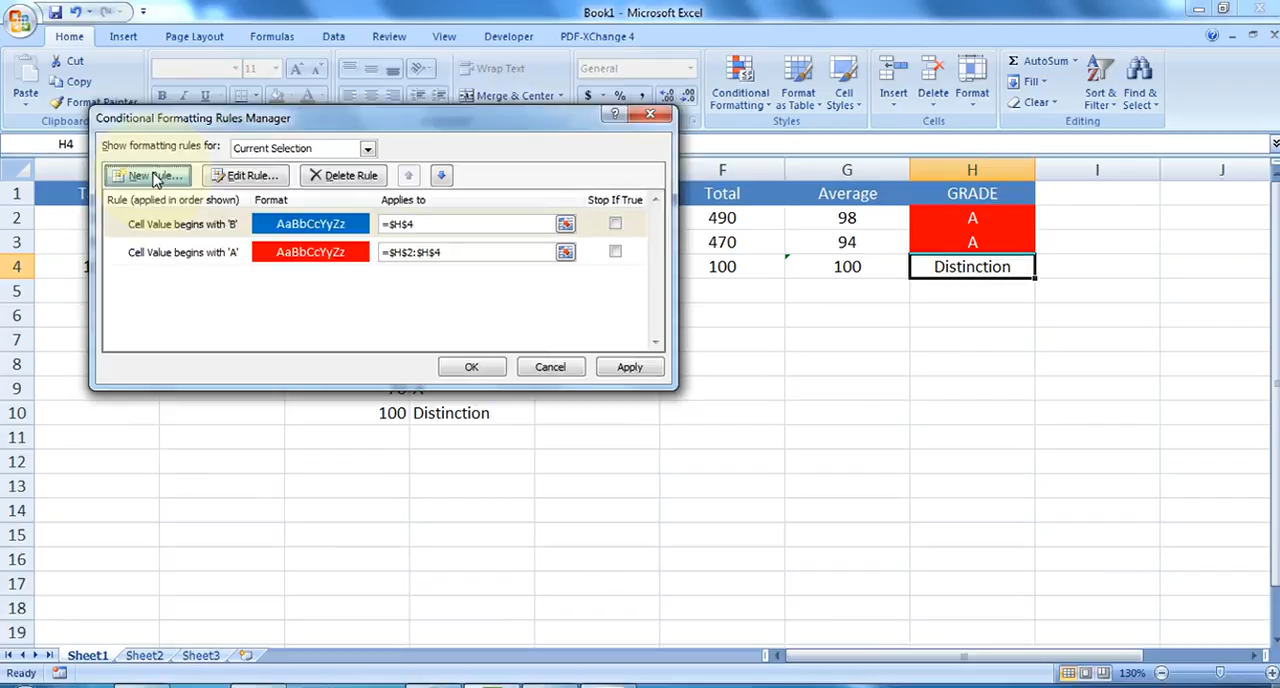 Book1 - Microsoft Excel
Home Insert Page Layout Formulas Data Review View Developer PDF-XChange 4
Paste
Cut
Copy
Format Painter
11
B I U
Wrap Text
Merge & Center
General
$ % ,
Conditional Formatting
Format as Table
Cell Styles
Insert
Delete
Format
AutoSum
Fill
Clear
Sort & Filter
Find & Select
Clipboard
Styles
Cells
Editing
H4
Conditional Formatting Rules Manager
Show formatting rules for: Current Selection
New Rule... Edit Rule... Delete Rule
Rule (applied in order shown) Format Applies to Stop If True
Cell Value begins with 'B' AaBbCcYyZz =$H$4
Cell Value begins with 'A' AaBbCcYyZz =$H$2:$H$4
OK Cancel Apply
F G H I J
1 T Total Average GRADE
2 490 98 A
3 470 94 A
4 100 100 Distinction
5
6
7
8
9
10 100 Distinction
11
12
13
14
15
16
17
18
19
Sheet1 Sheet2 Sheet3
Ready
130%